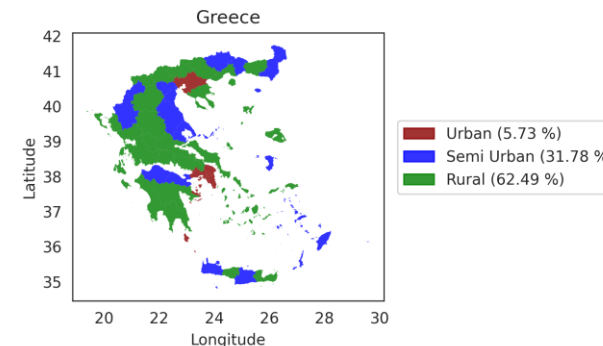 Greece
42
41
40
39
38
37
36
35
Latitude
20 22 24 26 28 30
Longitude
Urban (5.73 %)
Semi Urban (31.78 %
Rural (62.49 %)